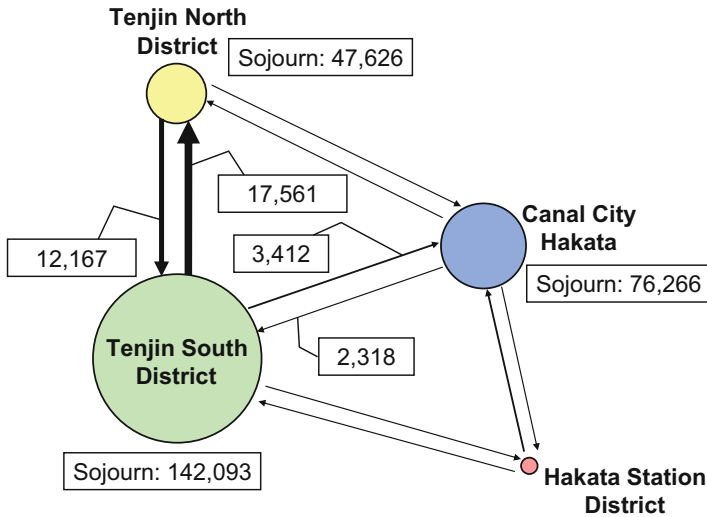 Tenjin North
District
Sojourn: 47,626
17,561
12,167
3,412
Canal City
Hakata
Sojourn: 76,266
Tenjin South
District
2,318
Sojourn: 142,093
Hakata Station
District